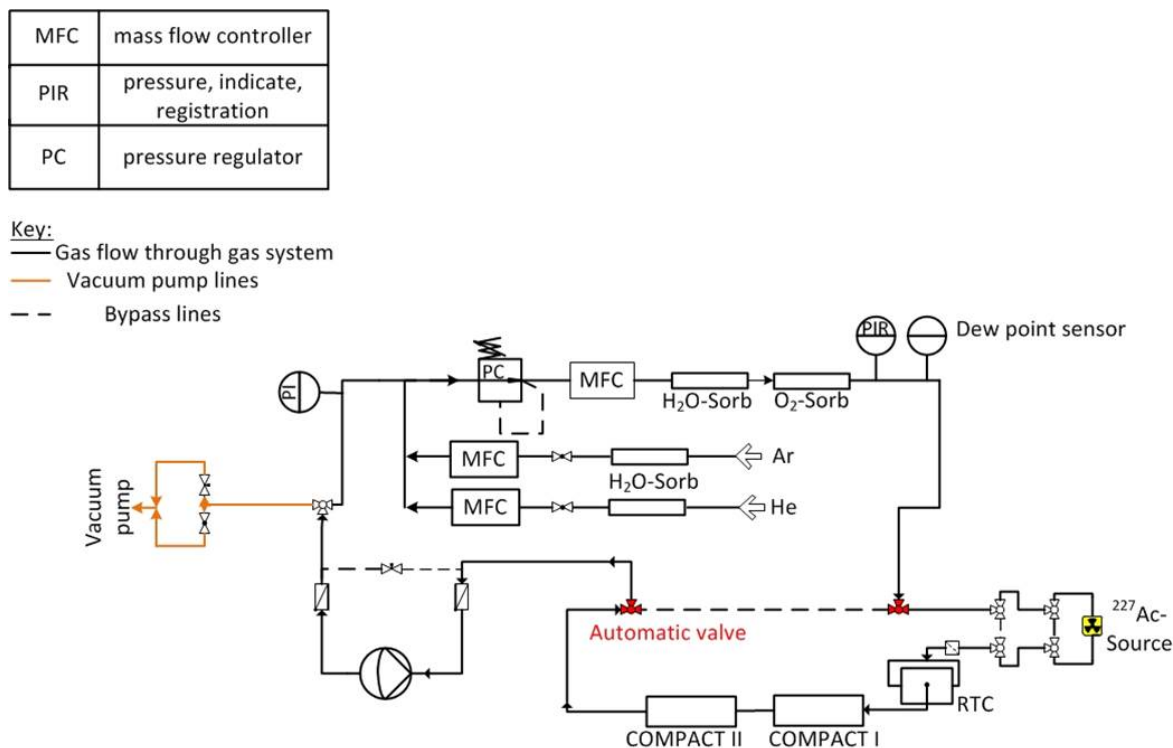 MFC mass flow controller
PIR pressure, indicate,
registration
PC pressure regulator
Key:
Gas flow through gas system
Vacuum pump lines
Bypass lines
PIR
Dew point sensor
PI
PC
MFC
H₂O-Sorb
O₂-Sorb
MFC
H₂O-Sorb
Ar
MFC
He
Vacuum
pump
Automatic valve
²²⁷Ac-
Source
RTC
COMPACT II
COMPACT I